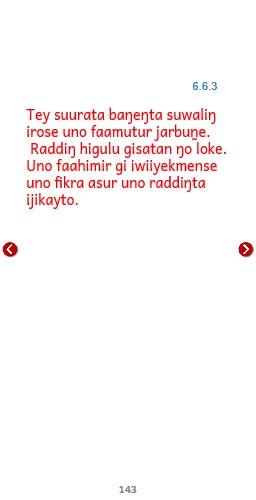 6.6.3
Tey suurata baŋeŋta suwaliŋ
irose uno faamutur jarbuṉe.
Raddiŋ higulu gisatan ŋo loke.
Uno faahimir gi iwiiyekmense
uno fikra asur uno raddiŋta
ijikayto.
143